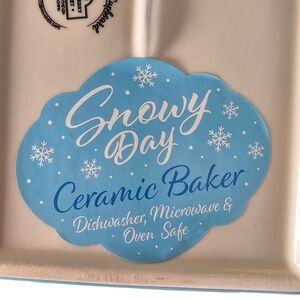 Snowy
Day
Ceramic Baker
Dishwasher, Microwave &
Oven Safe